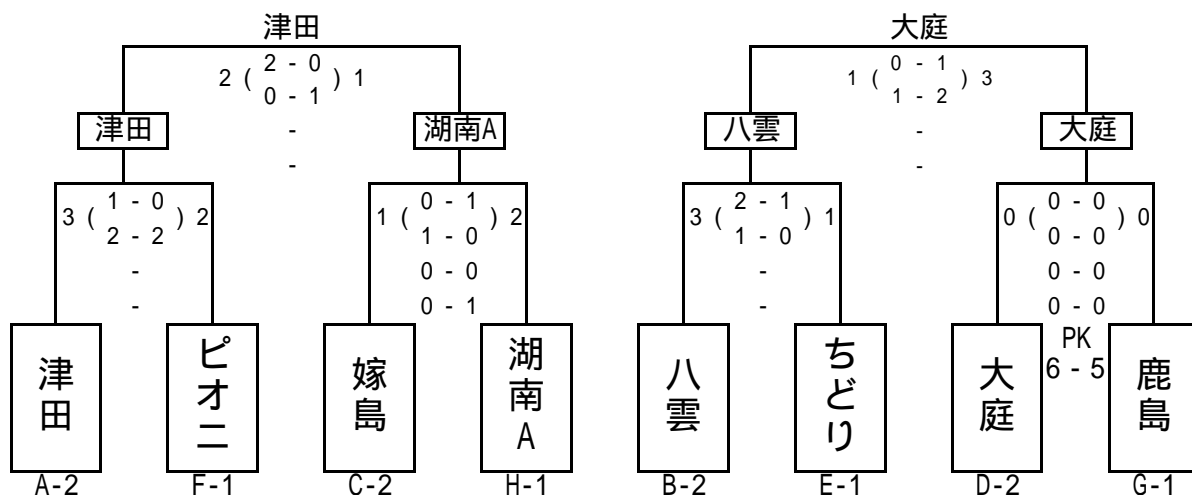 津田 大庭
2 ( 2 - 0 ) 1 1 ( 0 - 1 ) 3
0 - 1 1 - 2
津田 - 湖南A 八雲 - 大庭
- -
3 ( 1 - 0 ) 2 1 ( 0 - 1 ) 2 3 ( 2 - 1 ) 1 0 ( 0 - 0 ) 0
2 - 2 1 - 0 1 - 0 0 - 0
- 0 - 0 - 0 - 0
- 0 - 1 - 0 - 0
PK
6 - 5
津田 ピオニ 嫁島 湖南A 八雲 ちどり 大庭 鹿島
A-2 F-1 C-2 H-1 B-2 E-1 D-2 G-1